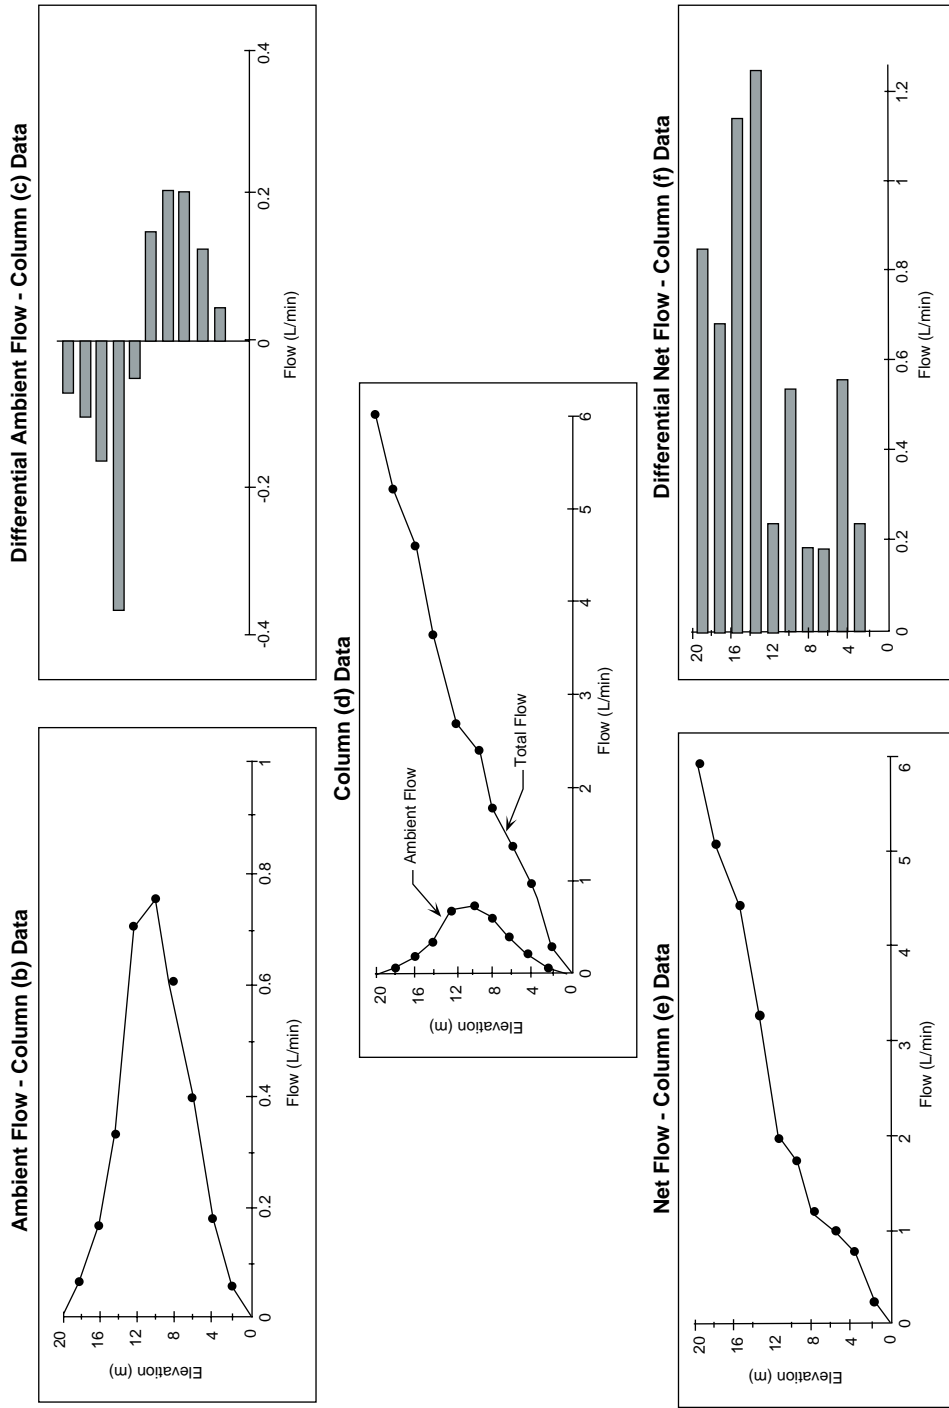 Ambient Flow - Column (b) Data
20
16
12
8
4
0
Elevation (m)
0 0.2 0.4 0.6 0.8 1
Flow (L/min)
Differential Ambient Flow - Column (c) Data
-0.4 -0.2 0 0.2 0.4
Flow (L/min)
Column (d) Data
20
16
12
8
4
0
Elevation (m)
Ambient Flow
Total Flow
0 1 2 3 4 5 6
Flow (L/min)
Net Flow - Column (e) Data
20
16
12
8
4
0
Elevation (m)
0 1 2 3 4 5 6
Flow (L/min)
Differential Net Flow - Column (f) Data
20
16
12
8
4
0
0 0.2 0.4 0.6 0.8 1 1.2
Flow (L/min)